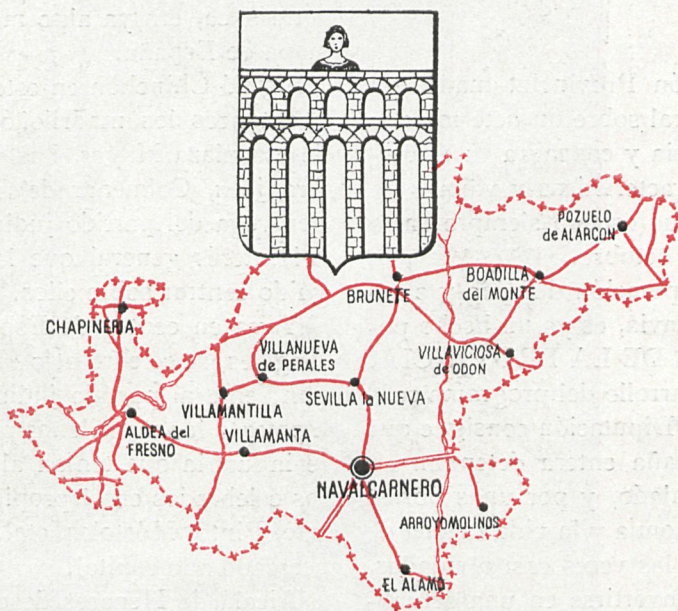 POZUELO
de ALARCON
BOADILLA
del MONTE
BRUNETE
CHAPINERIA
VILLANUEVA
de PERALES
VILLAVICIOSA
de ODON
SEVILLA la NUEVA
VILLAMANTILLA
ALDEA del
FRESNO
VILLAMANTA
NAVALCARNERO
ARROYOMOLINOS
EL ALAMO